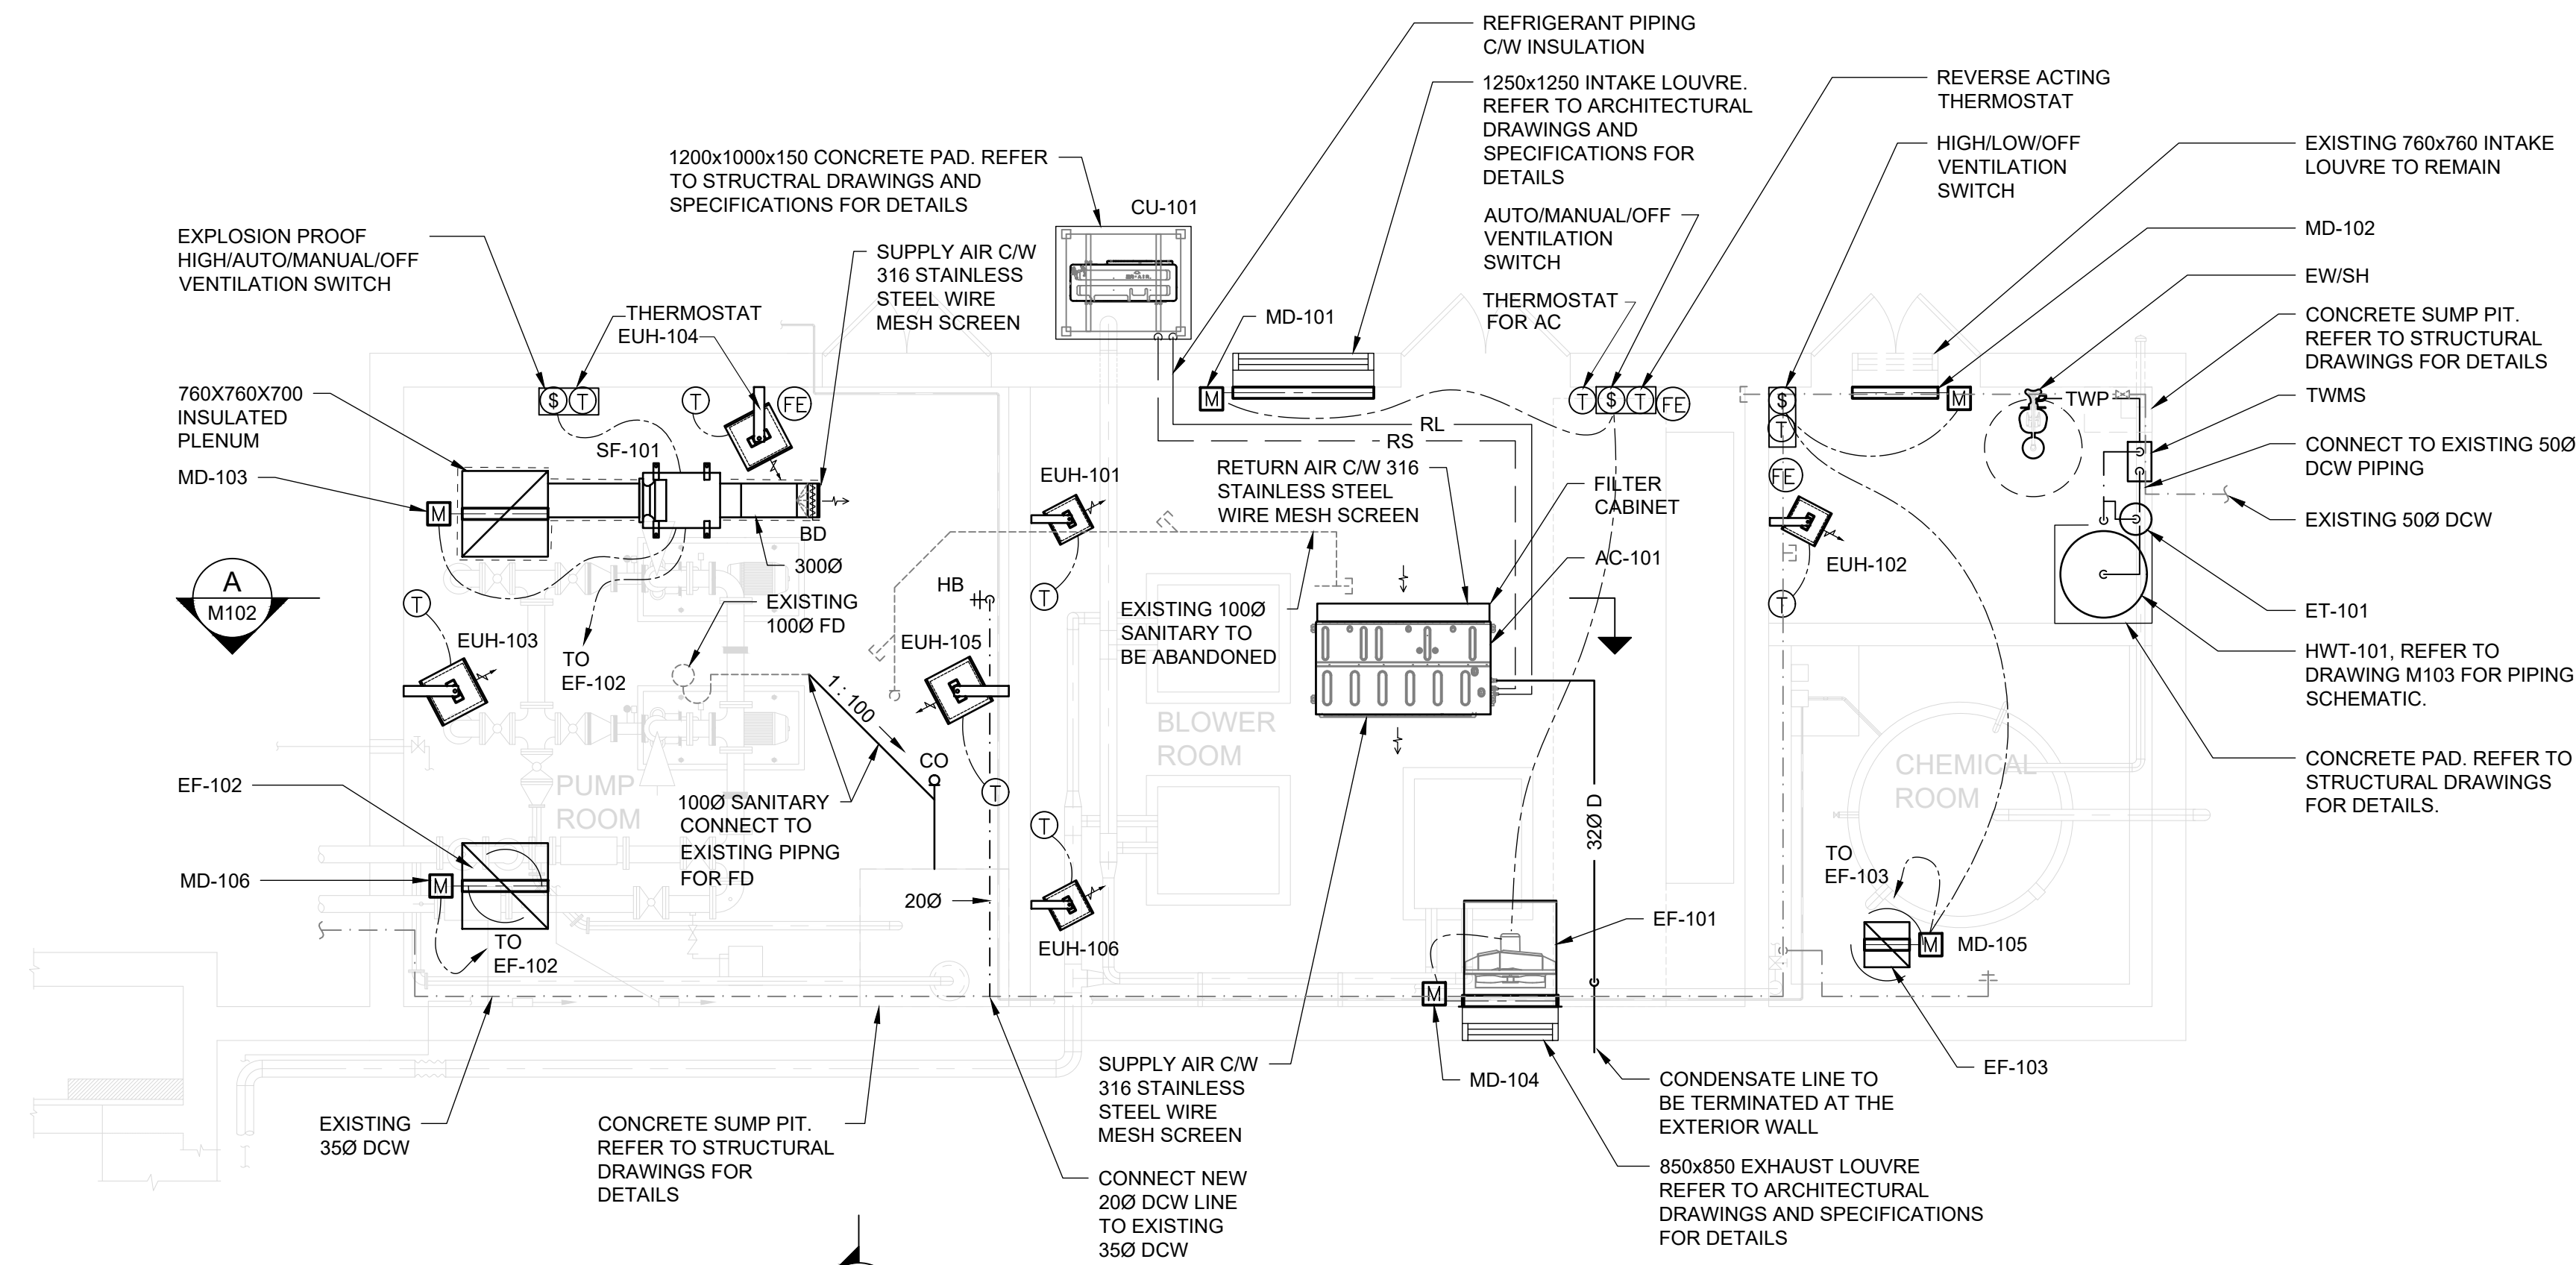 REFRIGERANT PIPING
C/W INSULATION
1250x1250 INTAKE LOUVRE.
REFER TO ARCHITECTURAL
DRAWINGS AND
SPECIFICATIONS FOR
DETAILS
REVERSE ACTING
THERMOSTAT
HIGH/LOW/OFF
VENTILATION
SWITCH
EXISTING 760x760 INTAKE
LOUVRE TO REMAIN
1200x1000x150 CONCRETE PAD. REFER
TO STRUCTRAL DRAWINGS AND
SPECIFICATIONS FOR DETAILS
CU-101
AUTO/MANUAL/OFF
VENTILATION
SWITCH
MD-102
EXPLOSION PROOF
HIGH/AUTO/MANUAL/OFF
VENTILATION SWITCH
SUPPLY AIR C/W
316 STAINLESS
STEEL WIRE
MESH SCREEN
EW/SH
THERMOSTAT
EUH-104
MD-101
THERMOSTAT
FOR AC
CONCRETE SUMP PIT.
REFER TO STRUCTURAL
DRAWINGS FOR DETAILS
760X760X700
INSULATED
PLENUM
$ T
T
FE
M
T $ T FE
$
T
M
TWP
TWMS
RL
RS
SF-101
MD-103
M
EUH-101
RETURN AIR C/W 316
STAINLESS STEEL
WIRE MESH SCREEN
FILTER
CABINET
FE
CONNECT TO EXISTING 50Ø
DCW PIPING
BD
300Ø
AC-101
EUH-102
EXISTING 50Ø DCW
A
M102
T
HB
T
T
EXISTING
100Ø FD
EXISTING 100Ø
SANITARY TO
BE ABANDONED
ET-101
EUH-103
TO
EF-102
EUH-105
HWT-101, REFER TO
DRAWING M103 FOR PIPING
SCHEMATIC.
1 : 100
BLOWER
ROOM
CO
CHEMICAL
ROOM
CONCRETE PAD. REFER TO
STRUCTURAL DRAWINGS
FOR DETAILS.
EF-102
PUMP
ROOM
100Ø SANITARY
CONNECT TO
EXISTING PIPNG
FOR FD
T
T
32Ø D
TO
EF-103
MD-106
M
20Ø
EF-101
TO
EF-102
EUH-106
M
MD-105
M
MD-104
EF-103
SUPPLY AIR C/W
316 STAINLESS
STEEL WIRE
MESH SCREEN
CONDENSATE LINE TO
BE TERMINATED AT THE
EXTERIOR WALL
EXISTING
35Ø DCW
CONCRETE SUMP PIT.
REFER TO STRUCTURAL
DRAWINGS FOR
DETAILS
CONNECT NEW
20Ø DCW LINE
TO EXISTING
35Ø DCW
850x850 EXHAUST LOUVRE
REFER TO ARCHITECTURAL
DRAWINGS AND SPECIFICATIONS
FOR DETAILS